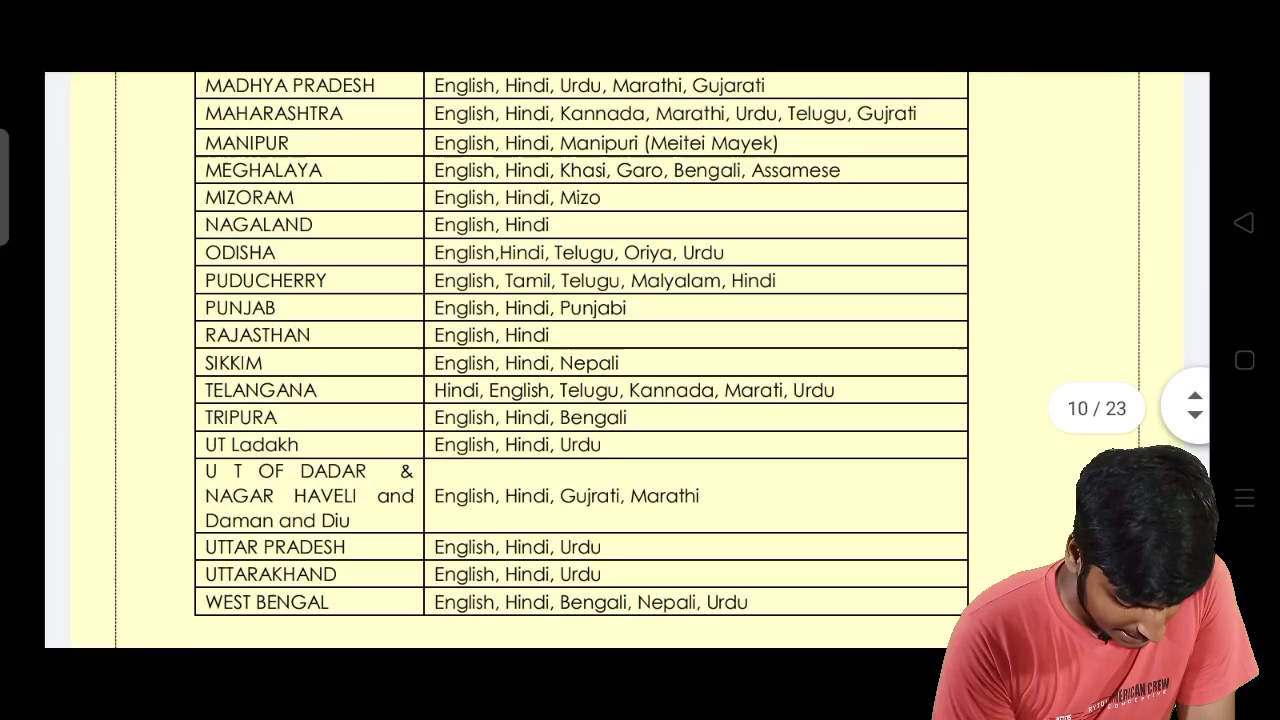 MADHYA PRADESH English, Hindi, Urdu, Marathi, Gujarati
MAHARASHTRA English, Hindi, Kannada, Marathi, Urdu, Telugu, Gujrati
MANIPUR English, Hindi, Manipuri (Meitei Mayek)
MEGHALAYA English, Hindi, Khasi, Garo, Bengali, Assamese
MIZORAM English, Hindi, Mizo
NAGALAND English, Hindi
ODISHA English,Hindi, Telugu, Oriya, Urdu
PUDUCHERRY English, Tamil, Telugu, Malyalam, Hindi
PUNJAB English, Hindi, Punjabi
RAJASTHAN English, Hindi
SIKKIM English, Hindi, Nepali
TELANGANA Hindi, English, Telugu, Kannada, Marati, Urdu
TRIPURA English, Hindi, Bengali
UT Ladakh English, Hindi, Urdu
U T OF DADAR &
NAGAR HAVELI and
Daman and Diu
English, Hindi, Gujrati, Marathi
UTTAR PRADESH English, Hindi, Urdu
UTTARAKHAND English, Hindi, Urdu
WEST BENGAL English, Hindi, Bengali, Nepali, Urdu
10 / 23
AMERICAN CREW